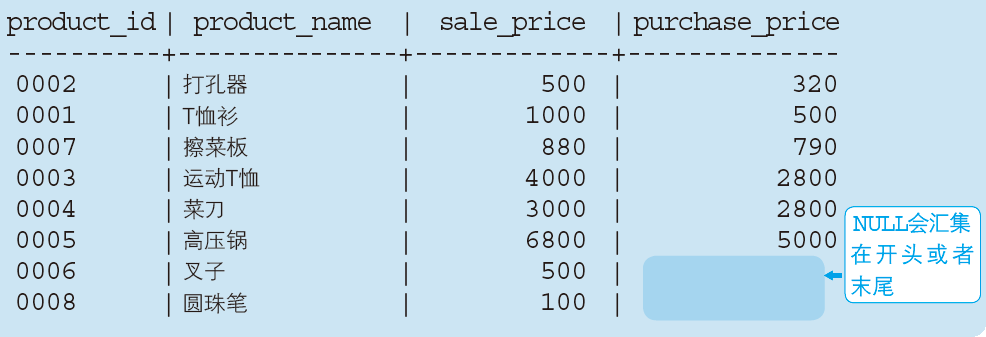 product_id | product_name | sale_price | purchase_price
----------+---------------+-------------+---------------
0002 | 打孔器 | 500 | 320
0001 | T恤衫 | 1000 | 500
0007 | 擦菜板 | 880 | 790
0003 | 运动T恤 | 4000 | 2800
0004 | 菜刀 | 3000 | 2800
0005 | 高压锅 | 6800 | 5000
0006 | 叉子 | 500 |
0008 | 圆珠笔 | 100 |
NULL会汇集
在开头或者
末尾